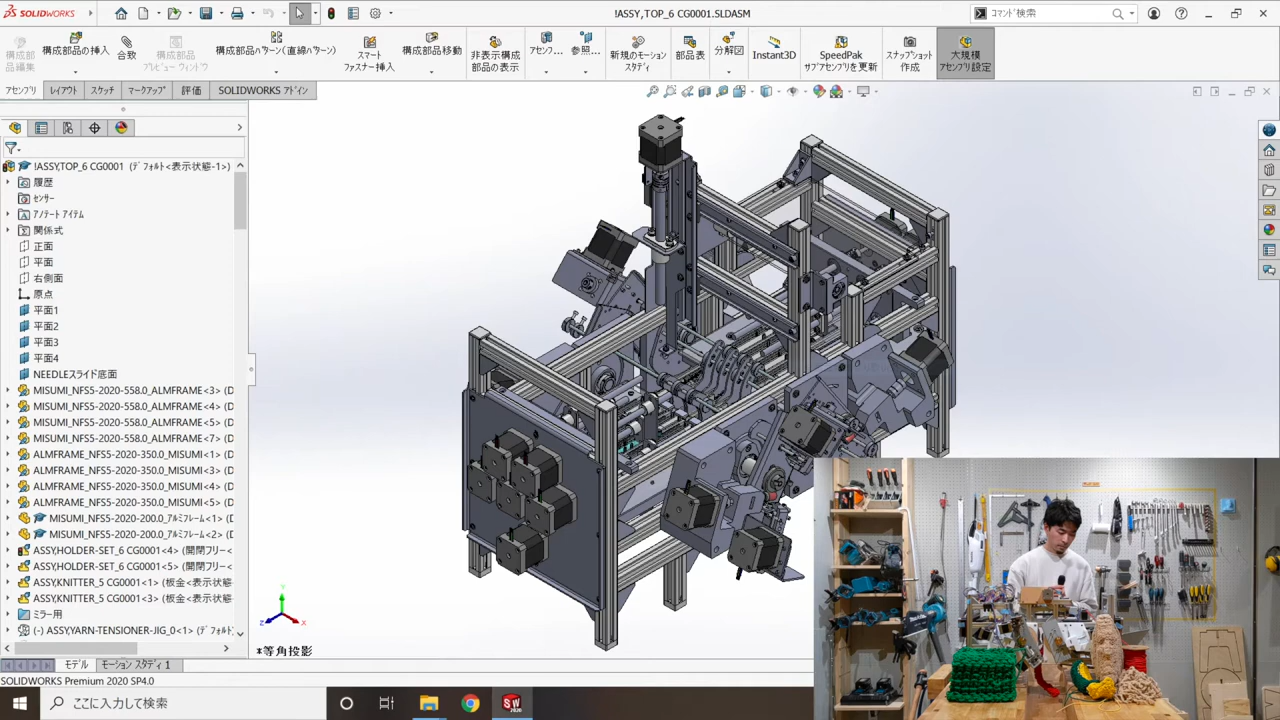 SOLIDWORKS
!ASSY,TOP_6 CG0001.SLDASM
コマンド検索
構成部品編集
構成部品の挿入
合致
構成部品
プレビュー ウィンドウ
構成部品パターン(直線パターン)
スマート
ファスナー挿入
構成部品移動
非表示構成
部品の表示
アセンブ...
参照...
新規のモーション
スタディ
部品表
分解図
Instant3D
SpeedPak
サブアセンブリを更新
スナップショット
作成
大規模
アセンブリ設定
アセンブリ
レイアウト
スケッチ
マークアップ
評価
SOLIDWORKS アドイン
!ASSY,TOP_6 CG0001 (デフォルト<表示状態-1>)
履歴
センサー
アノテート アイテム
関係式
正面
平面
右側面
原点
平面1
平面2
平面3
平面4
NEEDLEスライド底面
MISUMI_NFS5-2020-558.0_ALMFRAME<3> (D
MISUMI_NFS5-2020-558.0_ALMFRAME<4> (D
MISUMI_NFS5-2020-558.0_ALMFRAME<5> (D
MISUMI_NFS5-2020-558.0_ALMFRAME<7> (D
ALMFRAME_NFS5-2020-350.0_MISUMI<1> (D
ALMFRAME_NFS5-2020-350.0_MISUMI<3> (D
ALMFRAME_NFS5-2020-350.0_MISUMI<4> (D
ALMFRAME_NFS5-2020-350.0_MISUMI<5> (D
MISUMI_NFS5-2020-200.0_アルミフレーム<1> (D
MISUMI_NFS5-2020-200.0_アルミフレーム<2> (D
ASSY,HOLDER-SET_6 CG0001<4> (開閉フリー<
ASSY,HOLDER-SET_6 CG0001<5> (開閉フリー<
ASSY,KNITTER_5 CG0001<1> (板金<表示状態
ASSY,KNITTER_5 CG0001<3> (板金<表示状態
ミラー用
(-) ASSY,YARN-TENSIONER-JIG_0<1> (デフォルト
Y
Z
X
*等角投影
モデル
モーション スタディ 1
SOLIDWORKS Premium 2020 SP4.0
ここに入力して検索
SW
2020